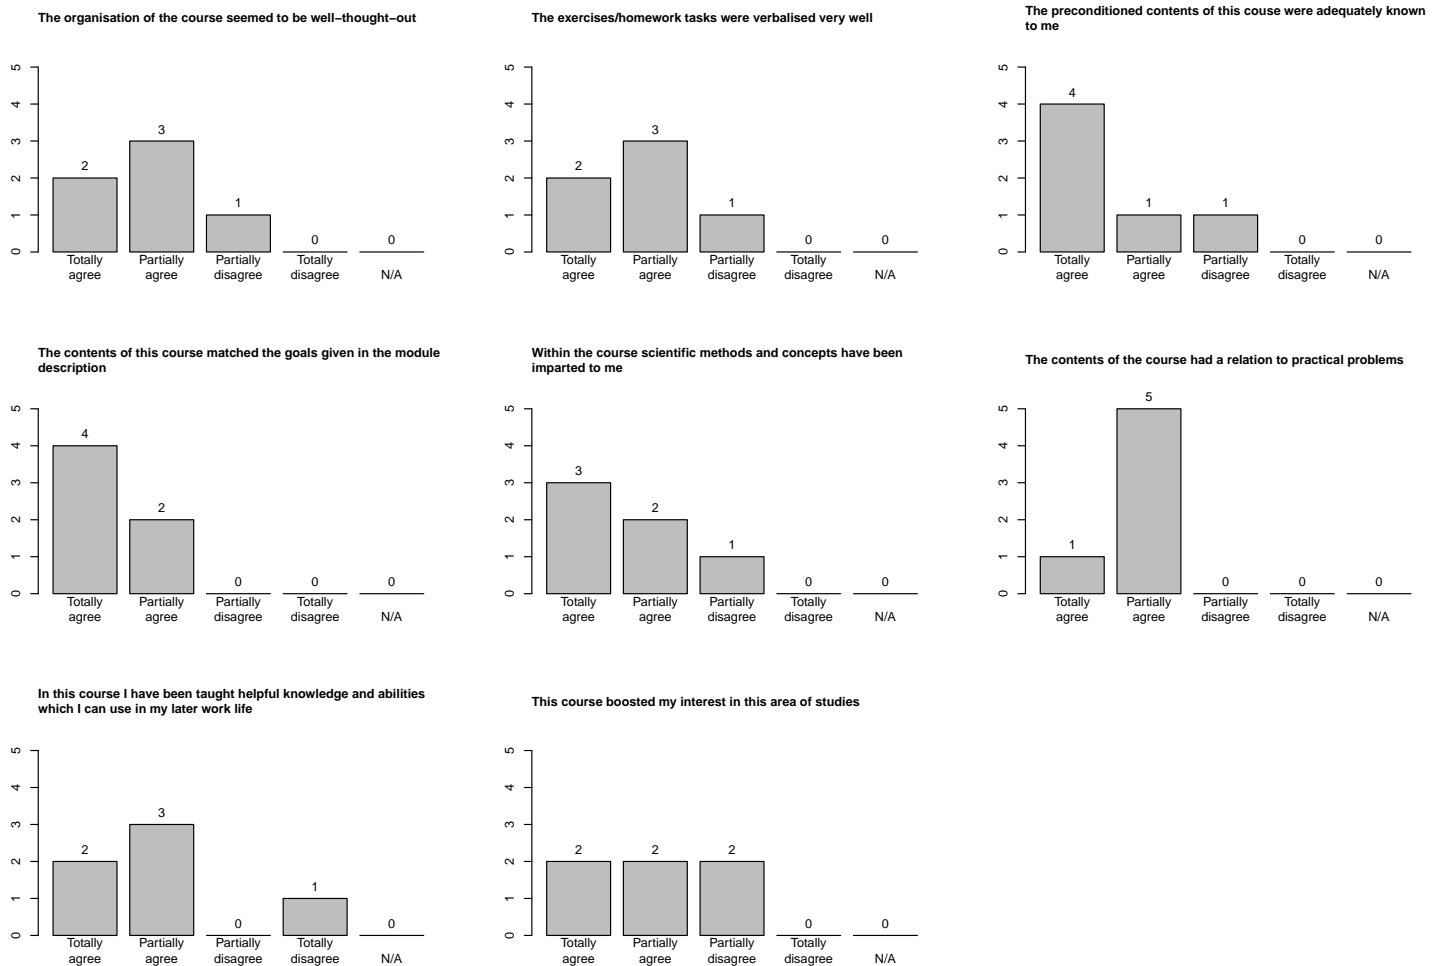 The organisation of the course seemed to be well−thought−out
5
4
3
2
1
0
2
3
1
0
0
Totally agree
Partially agree
Partially disagree
Totally disagree
N/A
The exercises/homework tasks were verbalised very well
5
4
3
2
1
0
2
3
1
0
0
Totally agree
Partially agree
Partially disagree
Totally disagree
N/A
The preconditioned contents of this couse were adequately known
to me
5
4
3
2
1
0
4
1
1
0
0
Totally agree
Partially agree
Partially disagree
Totally disagree
N/A
The contents of this course matched the goals given in the module
description
5
4
3
2
1
0
4
2
0
0
0
Totally agree
Partially agree
Partially disagree
Totally disagree
N/A
Within the course scientific methods and concepts have been
imparted to me
5
4
3
2
1
0
3
2
1
0
0
Totally agree
Partially agree
Partially disagree
Totally disagree
N/A
The contents of the course had a relation to practical problems
5
4
3
2
1
0
1
5
0
0
0
Totally agree
Partially agree
Partially disagree
Totally disagree
N/A
In this course I have been taught helpful knowledge and abilities
which I can use in my later work life
5
4
3
2
1
0
2
3
0
1
0
Totally agree
Partially agree
Partially disagree
Totally disagree
N/A
This course boosted my interest in this area of studies
5
4
3
2
1
0
2
2
2
0
0
Totally agree
Partially agree
Partially disagree
Totally disagree
N/A